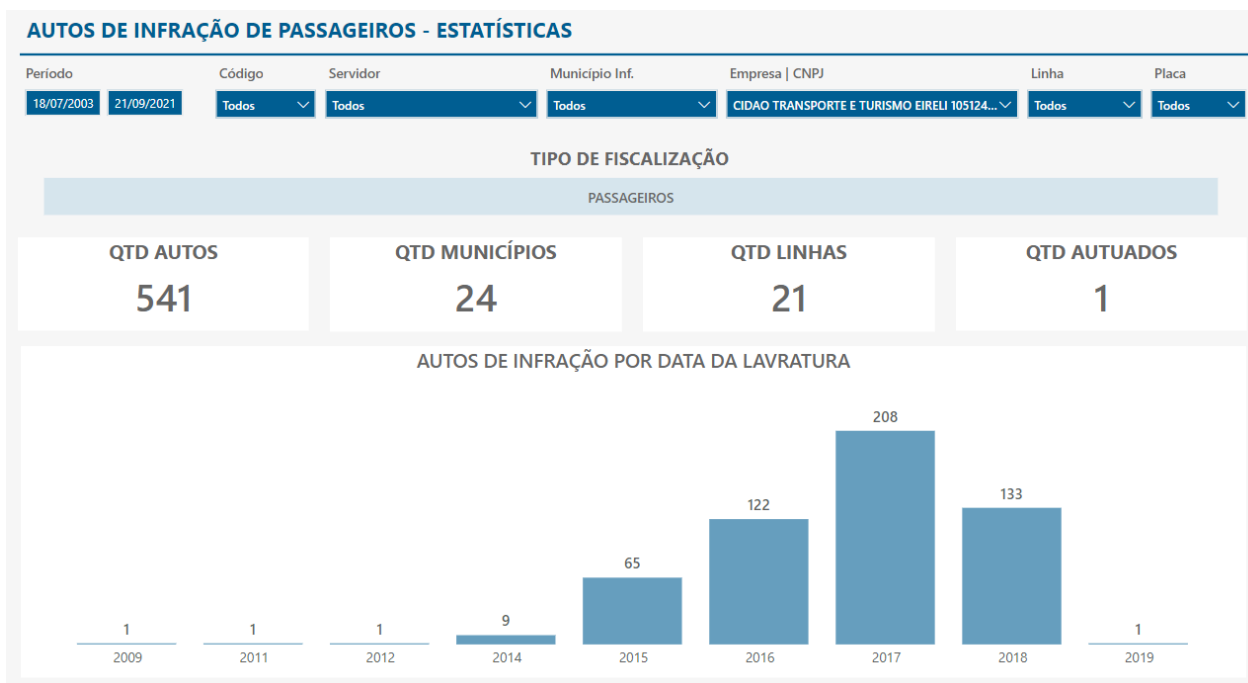 AUTOS DE INFRAÇÃO DE PASSAGEIROS - ESTATÍSTICAS
Período Código Servidor Município Inf. Empresa | CNPJ Linha Placa
18/07/2003 21/09/2021 Todos Todos Todos CIDAO TRANSPORTE E TURISMO EIRELI 105124... Todos Todos
TIPO DE FISCALIZAÇÃO
PASSAGEIROS
QTD AUTOS QTD MUNICÍPIOS QTD LINHAS QTD AUTUADOS
541 24 21 1
AUTOS DE INFRAÇÃO POR DATA DA LAVRATURA
208
133
122
65
9
1 1 1 1
2009 2011 2012 2014 2015 2016 2017 2018 2019